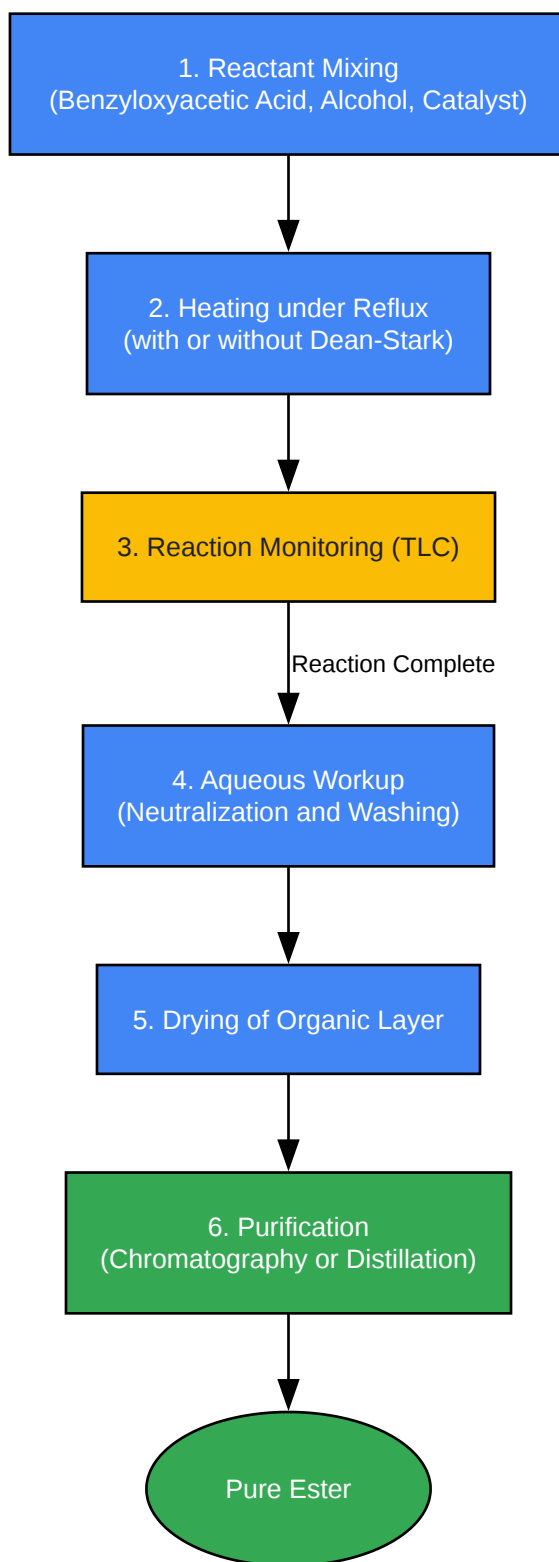 1. Reactant Mixing
(Benzyloxyacetic Acid, Alcohol, Catalyst)
2. Heating under Reflux
(with or without Dean-Stark)
3. Reaction Monitoring (TLC)
Reaction Complete
4. Aqueous Workup
(Neutralization and Washing)
5. Drying of Organic Layer
6. Purification
(Chromatography or Distillation)
Pure Ester